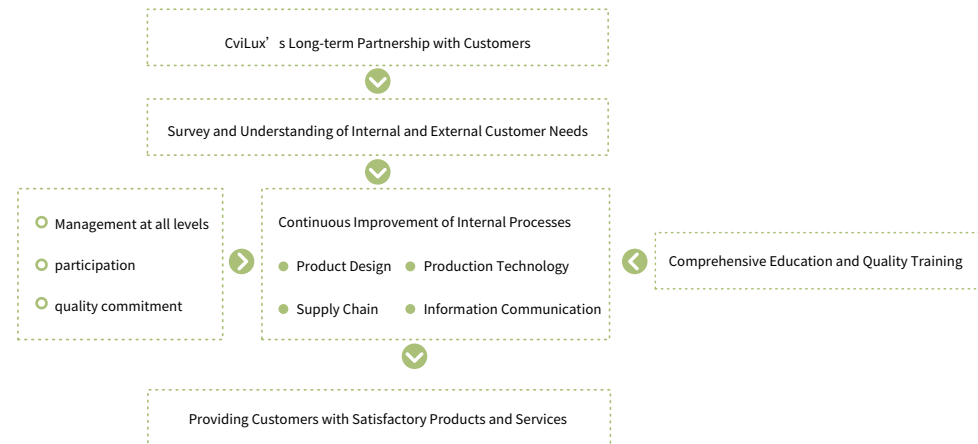 CviLux’ s Long-term Partnership with Customers
Survey and Understanding of Internal and External Customer Needs
Management at all levels
participation
quality commitment
Continuous Improvement of Internal Processes
Product Design
Production Technology
Supply Chain
Information Communication
Comprehensive Education and Quality Training
Providing Customers with Satisfactory Products and Services